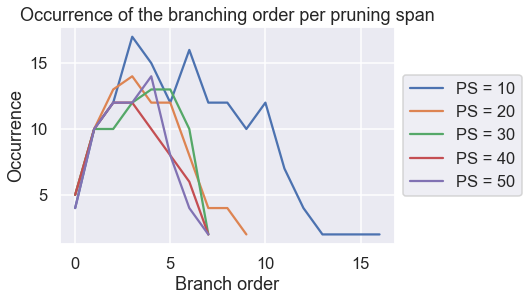 Occurrence of the branching order per pruning span
15
10
5
Occurrence
0
5
10
15
Branch order
PS = 10
PS = 20
PS = 30
PS = 40
PS = 50